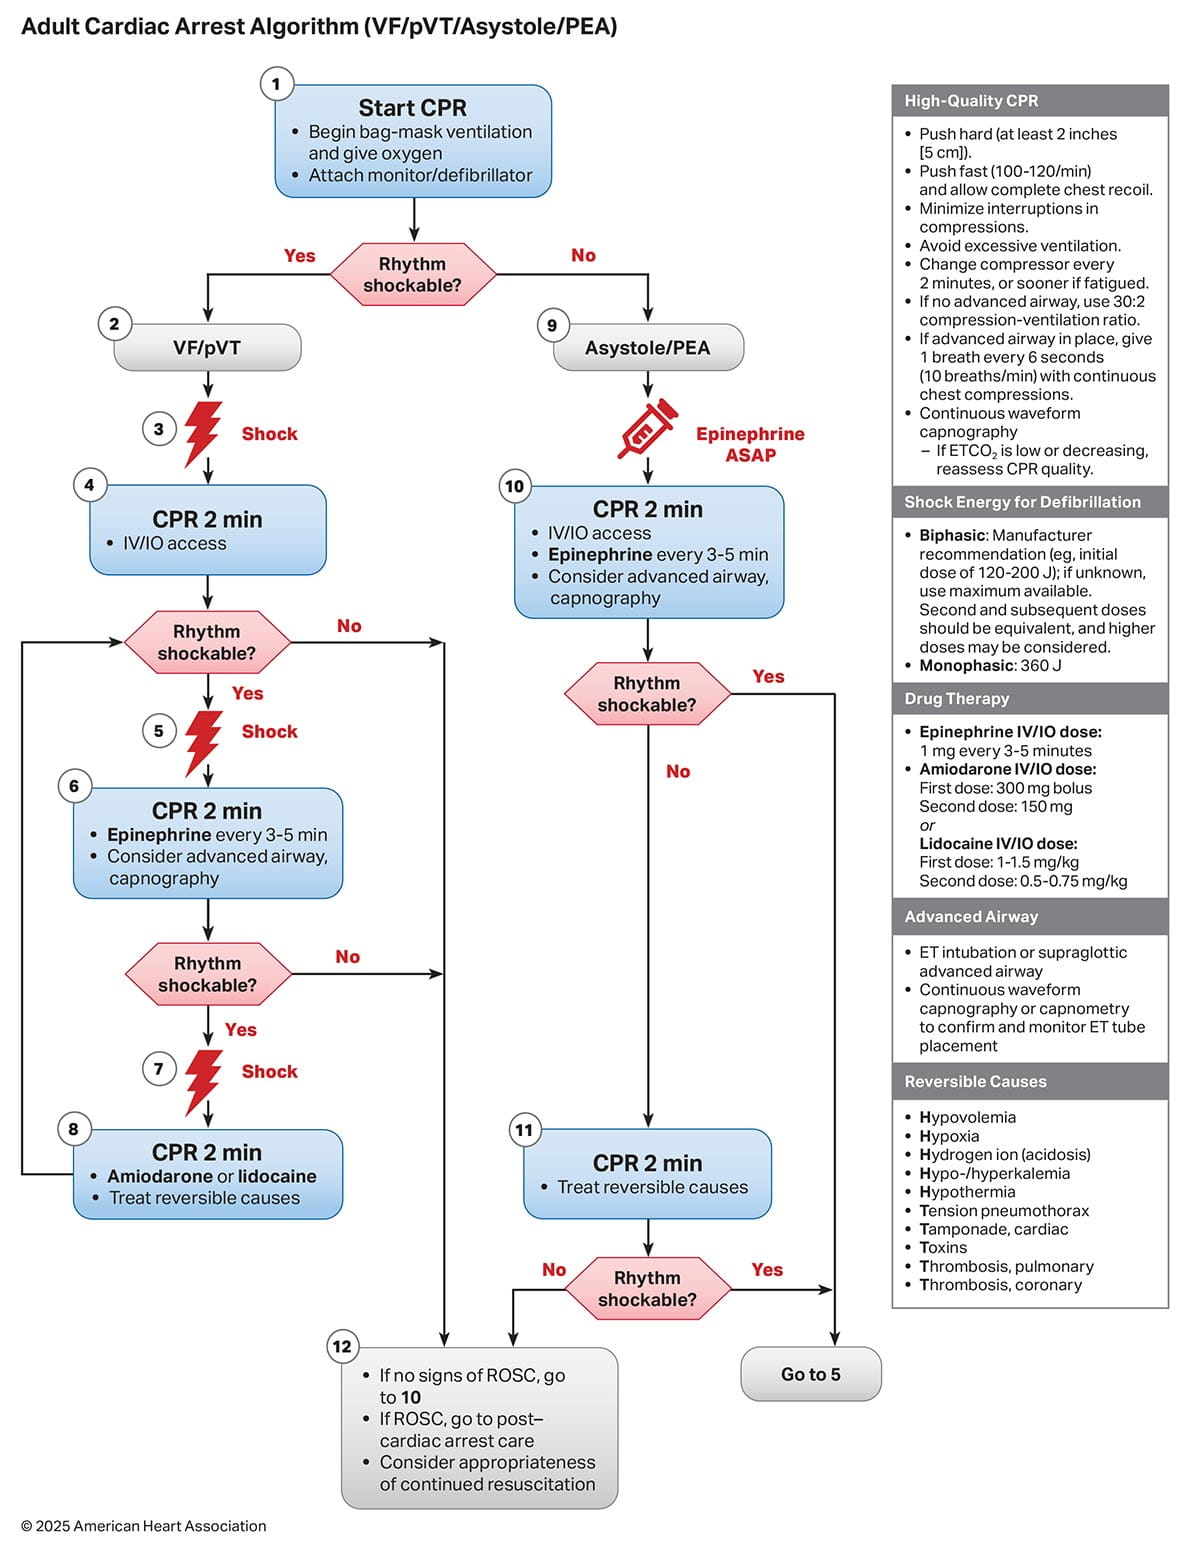 Adult Cardiac Arrest Algorithm (VF/pVT/Asystole/PEA)
1
Start CPR
• Begin bag-mask ventilation
and give oxygen
• Attach monitor/defibrillator
Yes
Rhythm
shockable?
No
2
VF/pVT
3
Shock
4
CPR 2 min
• IV/IO access
Rhythm
shockable?
No
Yes
5
Shock
6
CPR 2 min
• Epinephrine every 3-5 min
• Consider advanced airway,
capnography
Rhythm
shockable?
No
Yes
7
Shock
8
CPR 2 min
• Amiodarone or lidocaine
• Treat reversible causes
9
Asystole/PEA
Epinephrine
ASAP
10
CPR 2 min
• IV/IO access
• Epinephrine every 3-5 min
• Consider advanced airway,
capnography
Rhythm
shockable?
Yes
No
11
CPR 2 min
• Treat reversible causes
No
Rhythm
shockable?
Yes
12
• If no signs of ROSC, go
to 10
• If ROSC, go to post–
cardiac arrest care
• Consider appropriateness
of continued resuscitation
Go to 5
High-Quality CPR
• Push hard (at least 2 inches
[5 cm]).
• Push fast (100-120/min)
and allow complete chest recoil.
• Minimize interruptions in
compressions.
• Avoid excessive ventilation.
• Change compressor every
2 minutes, or sooner if fatigued.
• If no advanced airway, use 30:2
compression-ventilation ratio.
• If advanced airway in place, give
1 breath every 6 seconds
(10 breaths/min) with continuous
chest compressions.
• Continuous waveform
capnography
– If ETCO₂ is low or decreasing,
reassess CPR quality.
Shock Energy for Defibrillation
• Biphasic: Manufacturer
recommendation (eg, initial
dose of 120-200 J); if unknown,
use maximum available.
Second and subsequent doses
should be equivalent, and higher
doses may be considered.
• Monophasic: 360 J
Drug Therapy
• Epinephrine IV/IO dose:
1 mg every 3-5 minutes
• Amiodarone IV/IO dose:
First dose: 300 mg bolus
Second dose: 150 mg
or
Lidocaine IV/IO dose:
First dose: 1-1.5 mg/kg
Second dose: 0.5-0.75 mg/kg
Advanced Airway
• ET intubation or supraglottic
advanced airway
• Continuous waveform
capnography or capnometry
to confirm and monitor ET tube
placement
Reversible Causes
• Hypovolemia
• Hypoxia
• Hydrogen ion (acidosis)
• Hypo-/hyperkalemia
• Hypothermia
• Tension pneumothorax
• Tamponade, cardiac
• Toxins
• Thrombosis, pulmonary
• Thrombosis, coronary
© 2025 American Heart Association